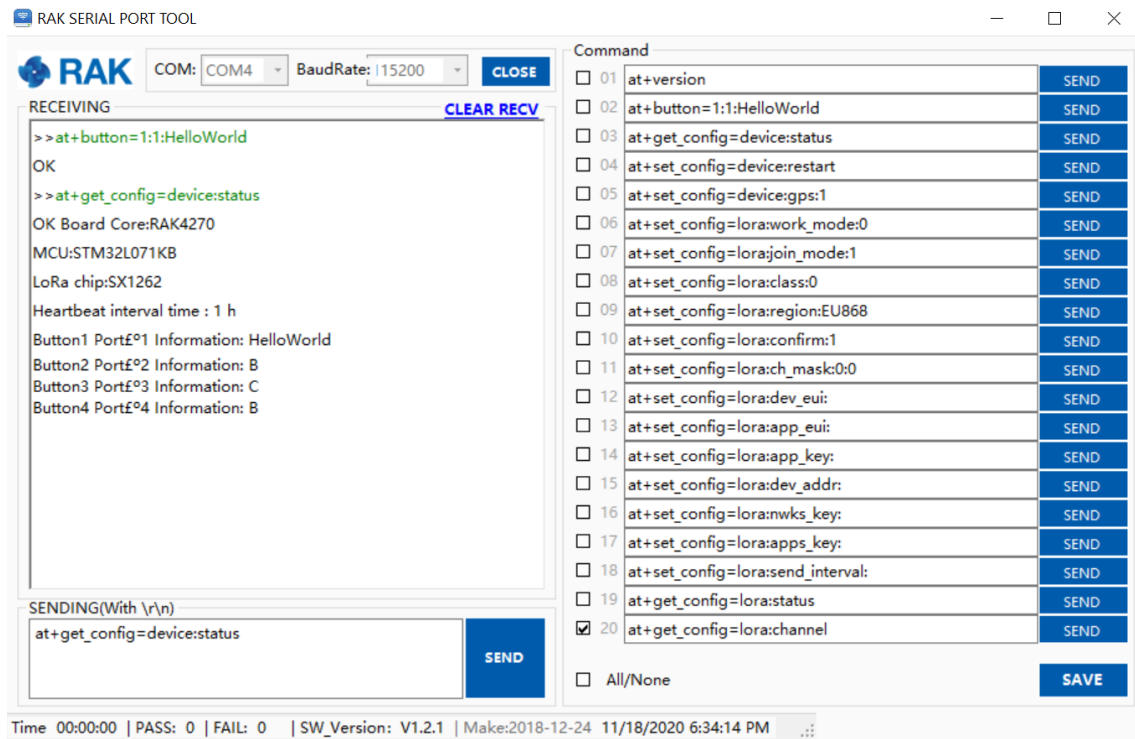 RAK SERIAL PORT TOOL
RAK COM: COM4 BaudRate: 115200 CLOSE
RECEIVING CLEAR RECV
>>at+button=1:1:HelloWorld
OK
>>at+get_config=device:status
OK Board Core:RAK4270
MCU:STM32L071KB
LoRa chip:SX1262
Heartbeat interval time : 1 h
Button1 Port£º1 Information: HelloWorld
Button2 Port£º2 Information: B
Button3 Port£º3 Information: C
Button4 Port£º4 Information: B
SENDING(With \r\n)
at+get_config=device:status
SEND
Command
01 at+version SEND
02 at+button=1:1:HelloWorld SEND
03 at+get_config=device:status SEND
04 at+set_config=device:restart SEND
05 at+set_config=device:gps:1 SEND
06 at+set_config=lora:work_mode:0 SEND
07 at+set_config=lora:join_mode:1 SEND
08 at+set_config=lora:class:0 SEND
09 at+set_config=lora:region:EU868 SEND
10 at+set_config=lora:confirm:1 SEND
11 at+set_config=lora:ch_mask:0:0 SEND
12 at+set_config=lora:dev_eui: SEND
13 at+set_config=lora:app_eui: SEND
14 at+set_config=lora:app_key: SEND
15 at+set_config=lora:dev_addr: SEND
16 at+set_config=lora:nwks_key: SEND
17 at+set_config=lora:apps_key: SEND
18 at+set_config=lora:send_interval: SEND
19 at+get_config=lora:status SEND
20 at+get_config=lora:channel SEND
All/None SAVE
Time 00:00:00 | PASS: 0 | FAIL: 0 | SW_Version: V1.2.1 | Make:2018-12-24 11/18/2020 6:34:14 PM